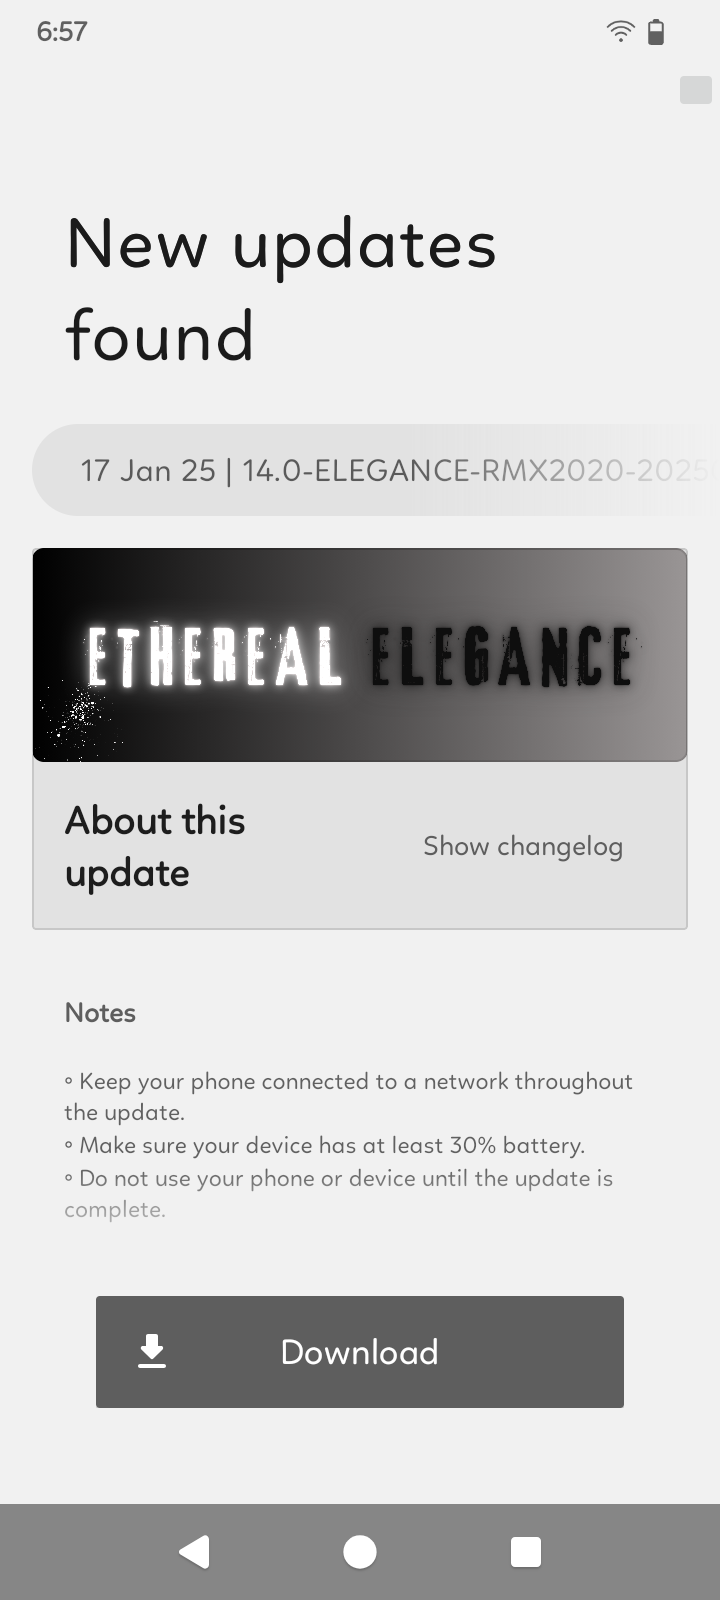 6:57
New updates
found
17 Jan 25 | 14.0-ELEGANCE-RMX2020-2025
ETHEREAL ELEGANCE
About this
update
Show changelog
Notes
° Keep your phone connected to a network throughout
the update.
° Make sure your device has at least 30% battery.
° Do not use your phone or device until the update is
complete.
Download